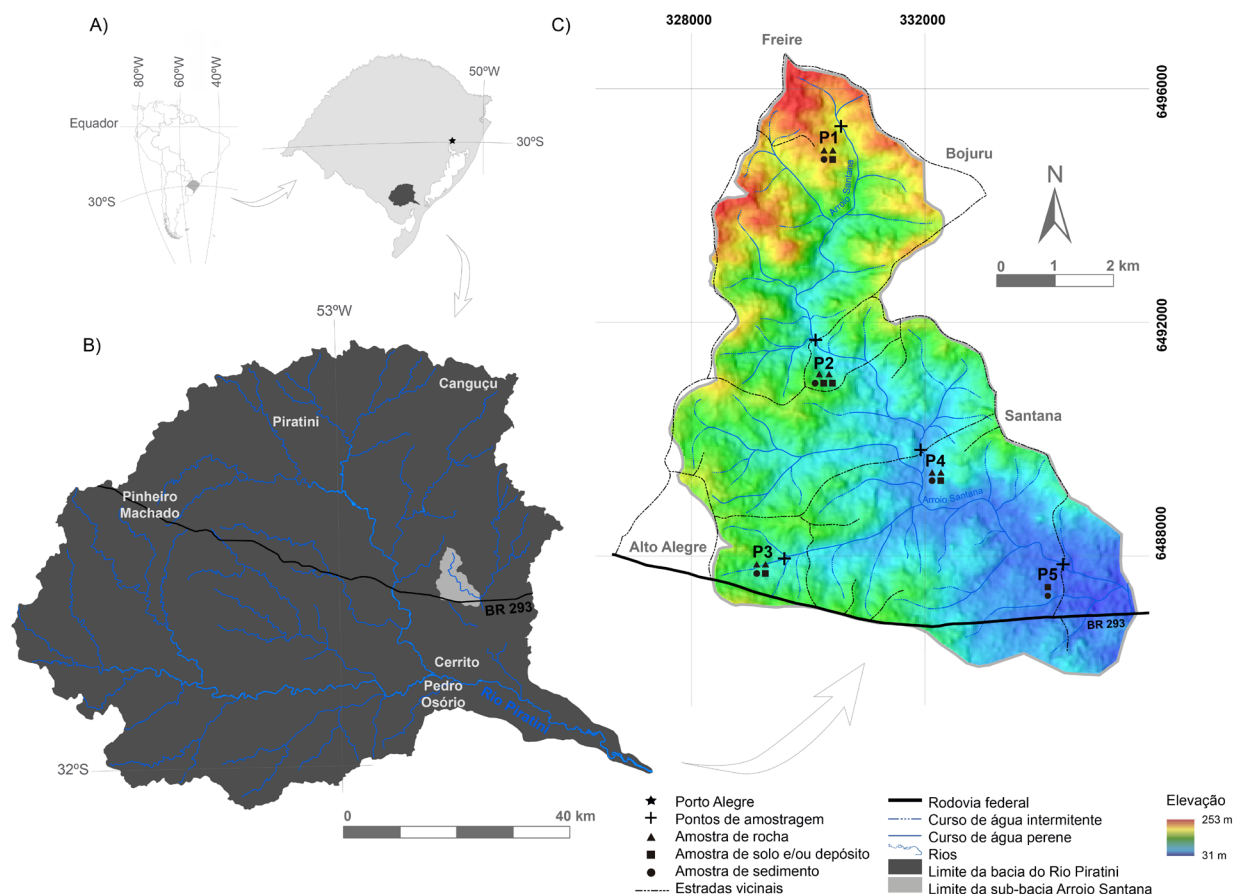 A)
80ºW
60ºW
40ºW
Equador
30ºS
50ºW
30ºS
B)
53ºW
Canguçu
Piratini
Pinheiro
Machado
BR 293
Cerrito
Pedro
Osório
Rio Piratini
32ºS
0
40 km
C)
328000
332000
Freire
6496000
P1
Bojuru
Arroio Santana
N
0
1
2 km
6492000
P2
Santana
P4
Arroio Santana
Alto Alegre
P3
6488000
P5
BR 293
Porto Alegre
Pontos de amostragem
Amostra de rocha
Amostra de solo e/ou depósito
Amostra de sedimento
Estradas vicinais
Rodovia federal
Curso de água intermitente
Curso de água perene
Rios
Limite da bacia do Rio Piratini
Limite da sub-bacia Arroio Santana
Elevação
253 m
31 m